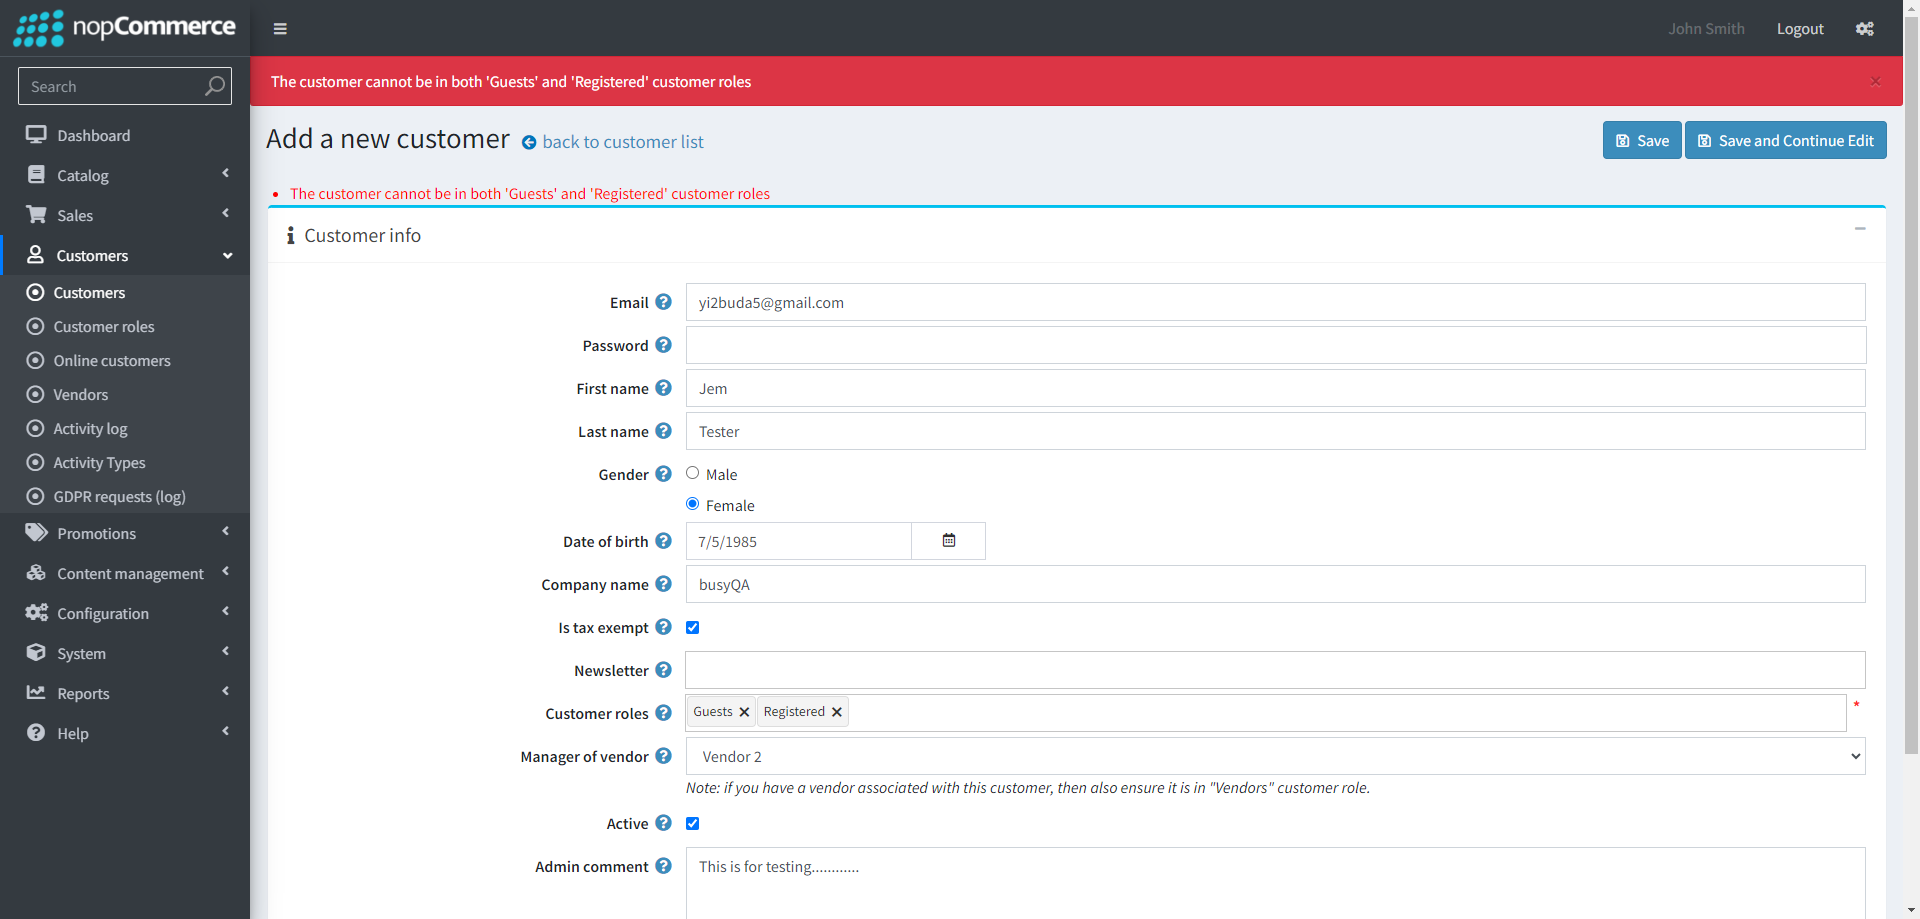 nopCommerce
John Smith
Logout
The customer cannot be in both 'Guests' and 'Registered' customer roles
×
Search
Dashboard
Catalog
Sales
Customers
Customers
Customer roles
Online customers
Vendors
Activity log
Activity Types
GDPR requests (log)
Promotions
Content management
Configuration
System
Reports
Help
Add a new customer
back to customer list
Save
Save and Continue Edit
The customer cannot be in both 'Guests' and 'Registered' customer roles
Customer info
Email yi2buda5@gmail.com
Password
First name Jem
Last name Tester
Gender Male
Female
Date of birth 7/5/1985
Company name busyQA
Is tax exempt
Newsletter
Customer roles Guests × Registered × *
Manager of vendor Vendor 2
Note: if you have a vendor associated with this customer, then also ensure it is in "Vendors" customer role.
Active
Admin comment This is for testing............